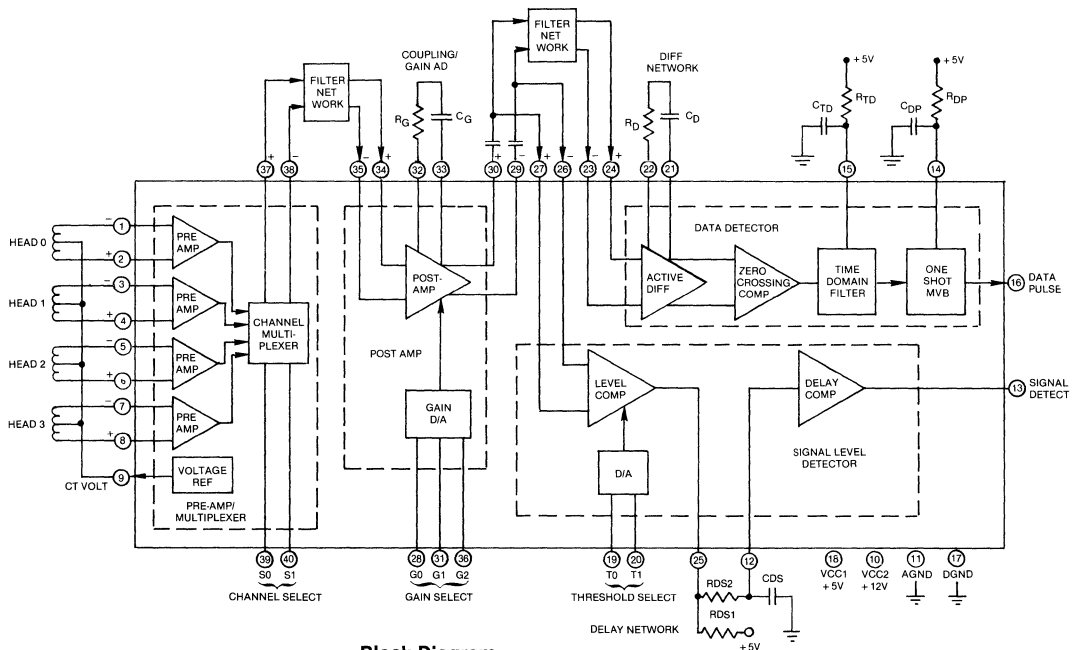 FILTER
NET
WORK
COUPLING/
GAIN AD
DIFF
NETWORK
+5V
+5V
FILTER
NET
WORK
RG
CG
RD
CD
CTD
RTD
CDP
RDP
+
−
−
+
+
−
+
−
−
+
37
38
35
34
32
33
30
29
27
26
23
24
22
21
15
14
HEAD 0
−
1
+
2
PRE
AMP
HEAD 1
−
3
+
4
PRE
AMP
HEAD 2
−
5
+
6
PRE
AMP
HEAD 3
−
7
+
8
PRE
AMP
CHANNEL
MULTI-
PLEXER
CT VOLT
9
VOLTAGE
REF
PRE-AMP/
MULTIPLEXER
POST-
AMP
POST AMP
GAIN
D/A
DATA DETECTOR
ACTIVE
DIFF
ZERO
CROSSING
COMP
TIME
DOMAIN
FILTER
ONE
SHOT
MVB
16
DATA
PULSE
LEVEL
COMP
DELAY
COMP
13
SIGNAL
DETECT
D/A
SIGNAL LEVEL
DETECTOR
39
40
S0
S1
CHANNEL SELECT
28
31
36
G0
G1
G2
GAIN SELECT
19
20
T0
T1
THRESHOLD SELECT
25
12
RDS2
CDS
RDS1
DELAY NETWORK
+5V
18
10
11
17
VCC1
+5V
VCC2
+12V
AGND
DGND